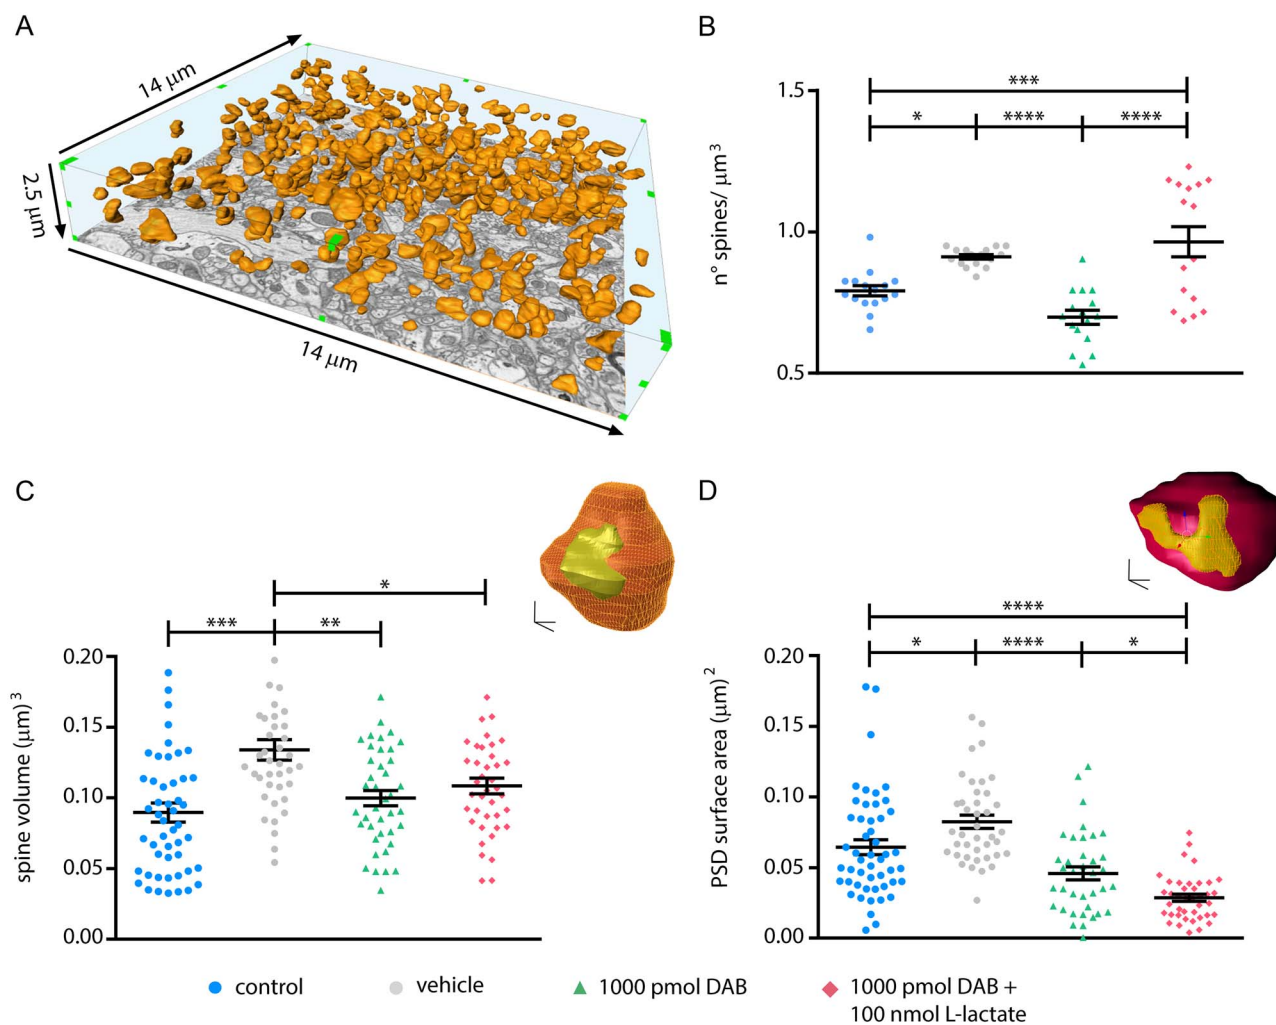 A
14 μm
2.5 μm
14 μm
B
***
* **** ****
1.5
1.0
0.5
n° spines/ μm³
C
*
*** **
0.20
0.15
0.10
0.05
0.00
spine volume (μm)³
D
****
* **** *
0.20
0.15
0.10
0.05
0.00
PSD surface area (μm)²
control
vehicle
1000 pmol DAB
1000 pmol DAB +
100 nmol L-lactate